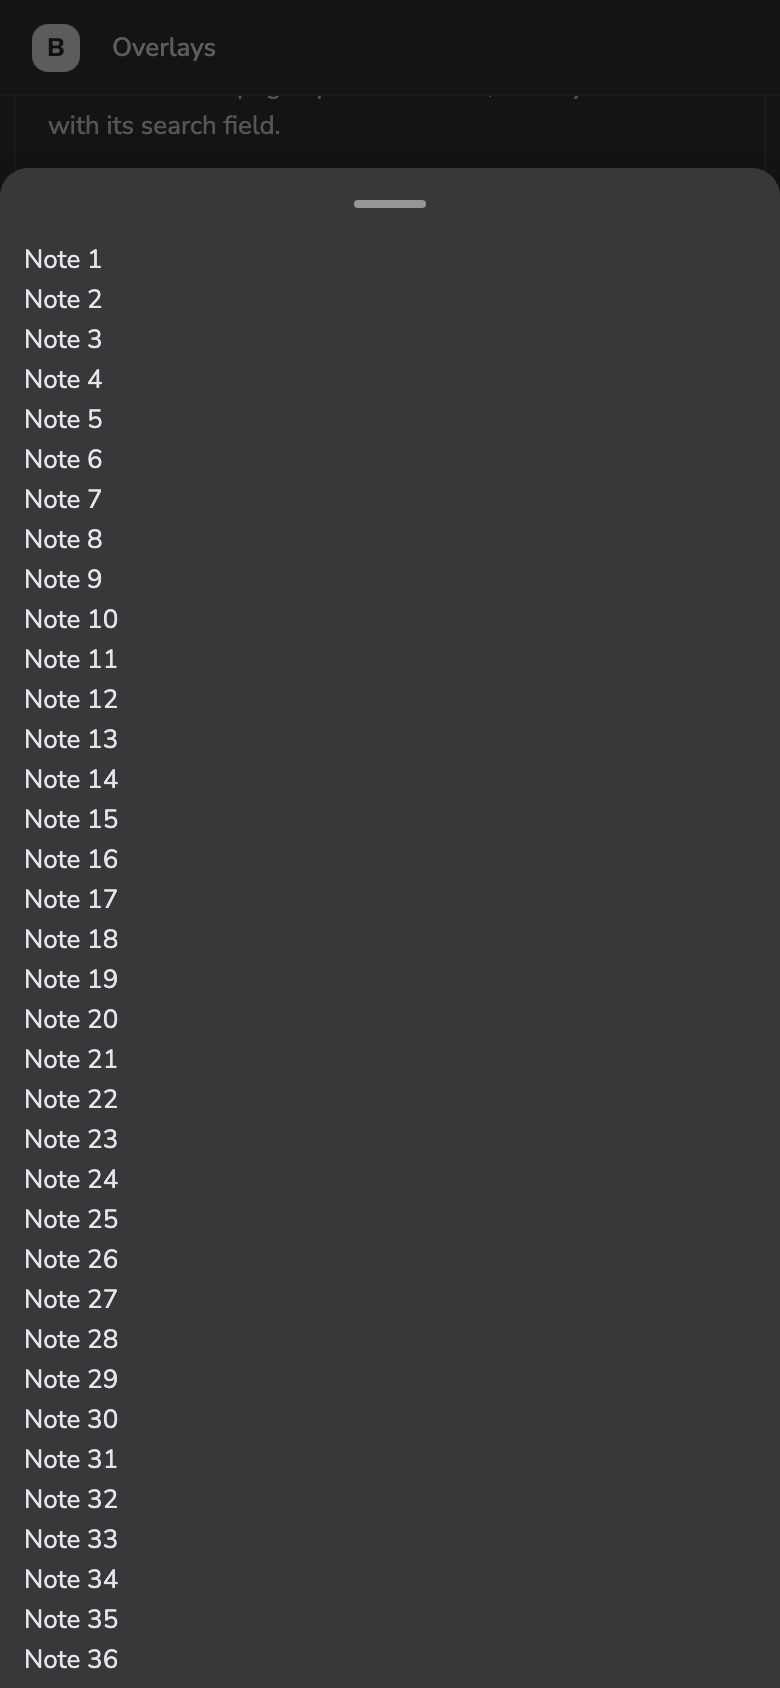 B Overlays
with its search field.
Note 1
Note 2
Note 3
Note 4
Note 5
Note 6
Note 7
Note 8
Note 9
Note 10
Note 11
Note 12
Note 13
Note 14
Note 15
Note 16
Note 17
Note 18
Note 19
Note 20
Note 21
Note 22
Note 23
Note 24
Note 25
Note 26
Note 27
Note 28
Note 29
Note 30
Note 31
Note 32
Note 33
Note 34
Note 35
Note 36